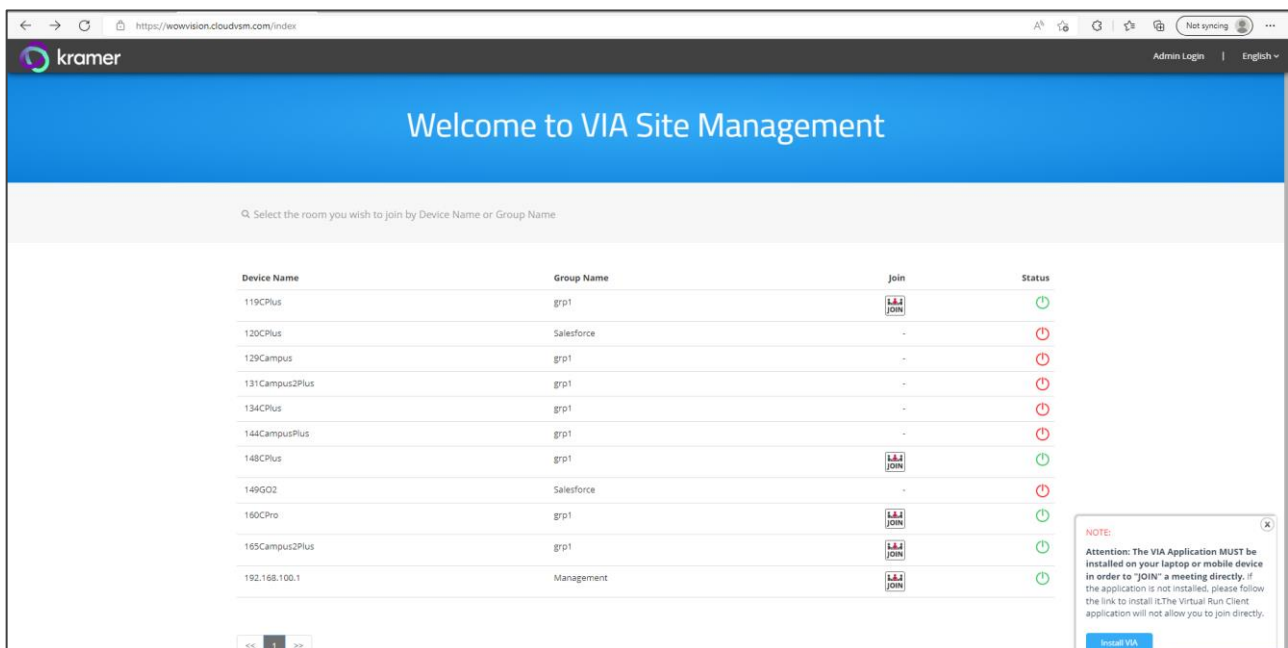 https://wowvision.cloudvsm.com/index
Not syncing
kramer
Admin Login | English
Welcome to VIA Site Management
Select the room you wish to join by Device Name or Group Name
Device Name Group Name Join Status
119CPlus grp1 JOIN
120CPlus Salesforce -
129Campus grp1 -
131Campus2Plus grp1 -
134CPlus grp1 -
144CampusPlus grp1 -
148CPlus grp1 JOIN
149GO2 Salesforce -
160CPro grp1 JOIN
165Campus2Plus grp1 JOIN
192.168.100.1 Management JOIN
<< 1 >>
NOTE:
Attention: The VIA Application MUST be
installed on your laptop or mobile device
in order to "JOIN" a meeting directly. If
the application is not installed, please follow
the link to install it.The Virtual Run Client
application will not allow you to join directly.
Install VIA